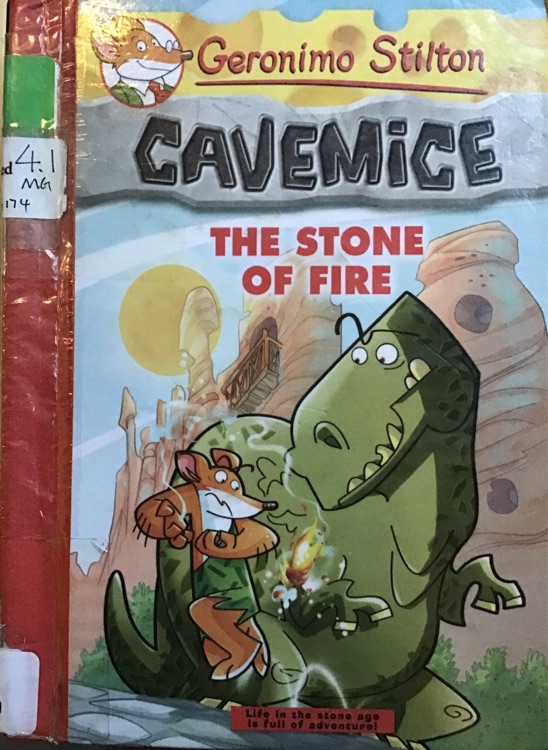 Geronimo Stilton
CAVEMICE
THE STONE
OF FIRE
ed 4.1
MG
174
Life in the stone age
is full of adventure!